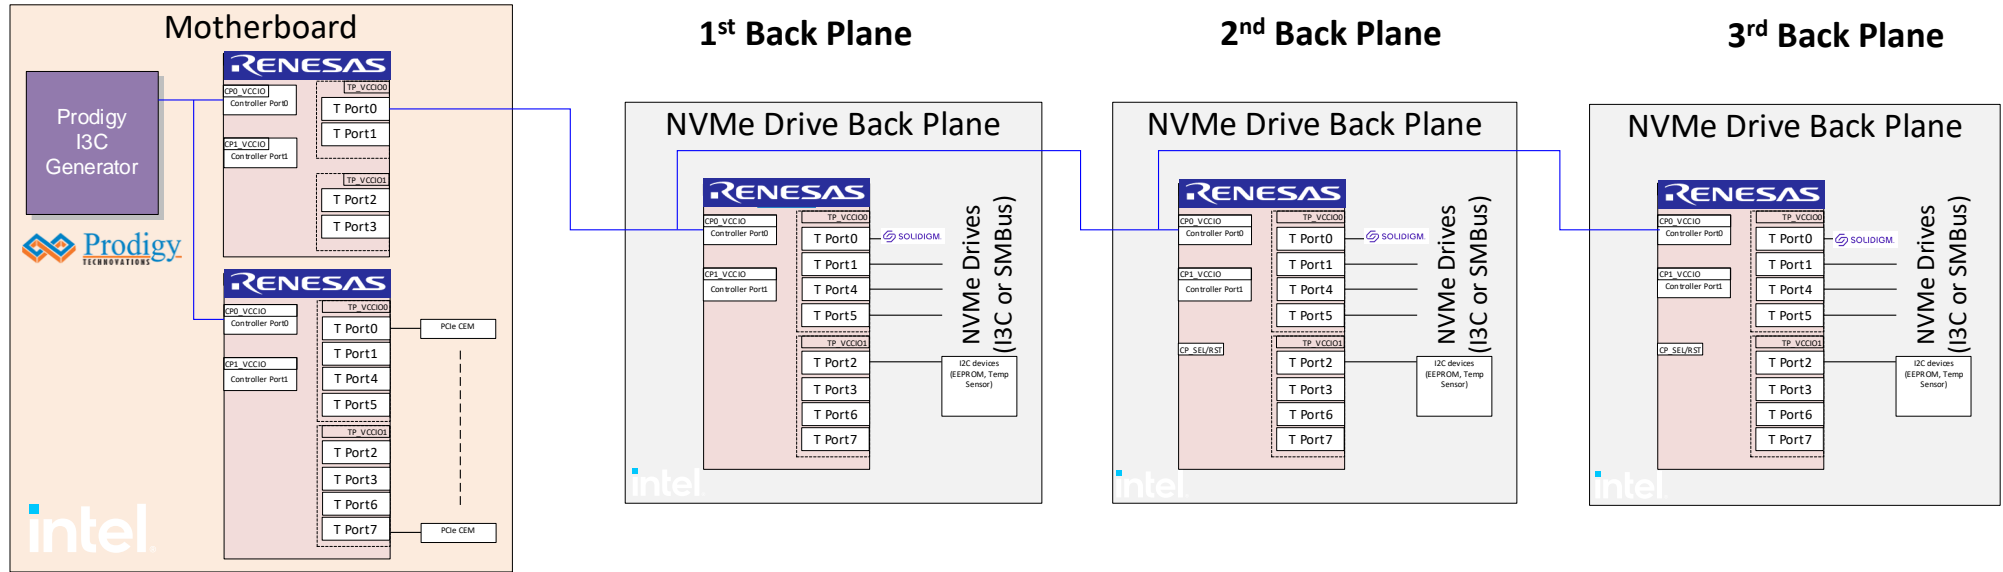 Motherboard
RENESAS
CP0_VCCIO
Controller Port0
CP1_VCCIO
Controller Port1
TP_VCCIO0
T Port0
T Port1
TP_VCCIO1
T Port2
T Port3
Prodigy
I3C
Generator
Prodigy
TECHNOVATIONS
RENESAS
CP0_VCCIO
Controller Port0
CP1_VCCIO
Controller Port1
TP_VCCIO0
T Port0
T Port1
T Port4
T Port5
TP_VCCIO1
T Port2
T Port3
T Port6
T Port7
PCIe CEM
PCIe CEM
intel.
1st Back Plane
NVMe Drive Back Plane
RENESAS
CP0_VCCIO
Controller Port0
CP1_VCCIO
Controller Port1
TP_VCCIO0
T Port0
T Port1
T Port4
T Port5
TP_VCCIO1
T Port2
T Port3
T Port6
T Port7
SOLIDIGM.
NVMe Drives
(I3C or SMBus)
I2C devices
(EEPROM, Temp
Sensor)
intel.
2nd Back Plane
NVMe Drive Back Plane
RENESAS
CP0_VCCIO
Controller Port0
CP1_VCCIO
Controller Port1
CP_SEL/RST
TP_VCCIO0
T Port0
T Port1
T Port4
T Port5
TP_VCCIO1
T Port2
T Port3
T Port6
T Port7
SOLIDIGM.
NVMe Drives
(I3C or SMBus)
I2C devices
(EEPROM, Temp
Sensor)
intel.
3rd Back Plane
NVMe Drive Back Plane
RENESAS
CP0_VCCIO
Controller Port0
CP1_VCCIO
Controller Port1
CP_SEL/RST
TP_VCCIO0
T Port0
T Port1
T Port4
T Port5
TP_VCCIO1
T Port2
T Port3
T Port6
T Port7
SOLIDIGM.
NVMe Drives
(I3C or SMBus)
I2C devices
(EEPROM, Temp
Sensor)
intel.